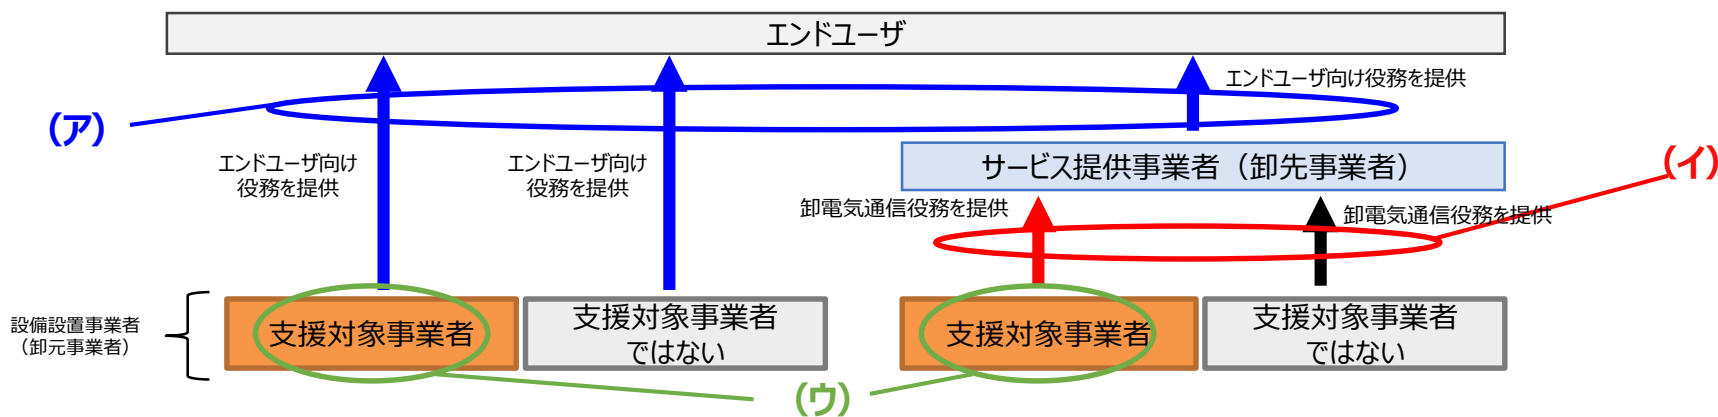 エンドユーザ
エンドユーザ向け役務を提供
(ア)
エンドユーザ向け
役務を提供
エンドユーザ向け
役務を提供
サービス提供事業者（卸先事業者）
(イ)
卸電気通信役務を提供
卸電気通信役務を提供
設備設置事業者
（卸元事業者）
支援対象事業者
支援対象事業者
ではない
支援対象事業者
支援対象事業者
ではない
(ウ)